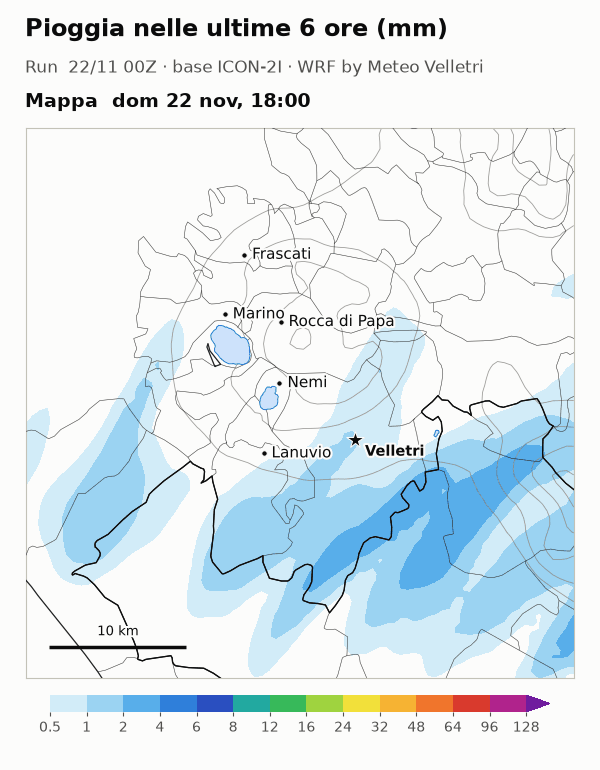 Pioggia nelle ultime 6 ore (mm)
Run  22/11 00Z · base ICON-2I · WRF by Meteo Velletri
Mappa  dom 22 nov, 18:00
Frascati
Marino
Rocca di Papa
Nemi
Velletri
Lanuvio
10 km
0.5 1 2 4 6 8 12 16 24 32 48 64 96 128